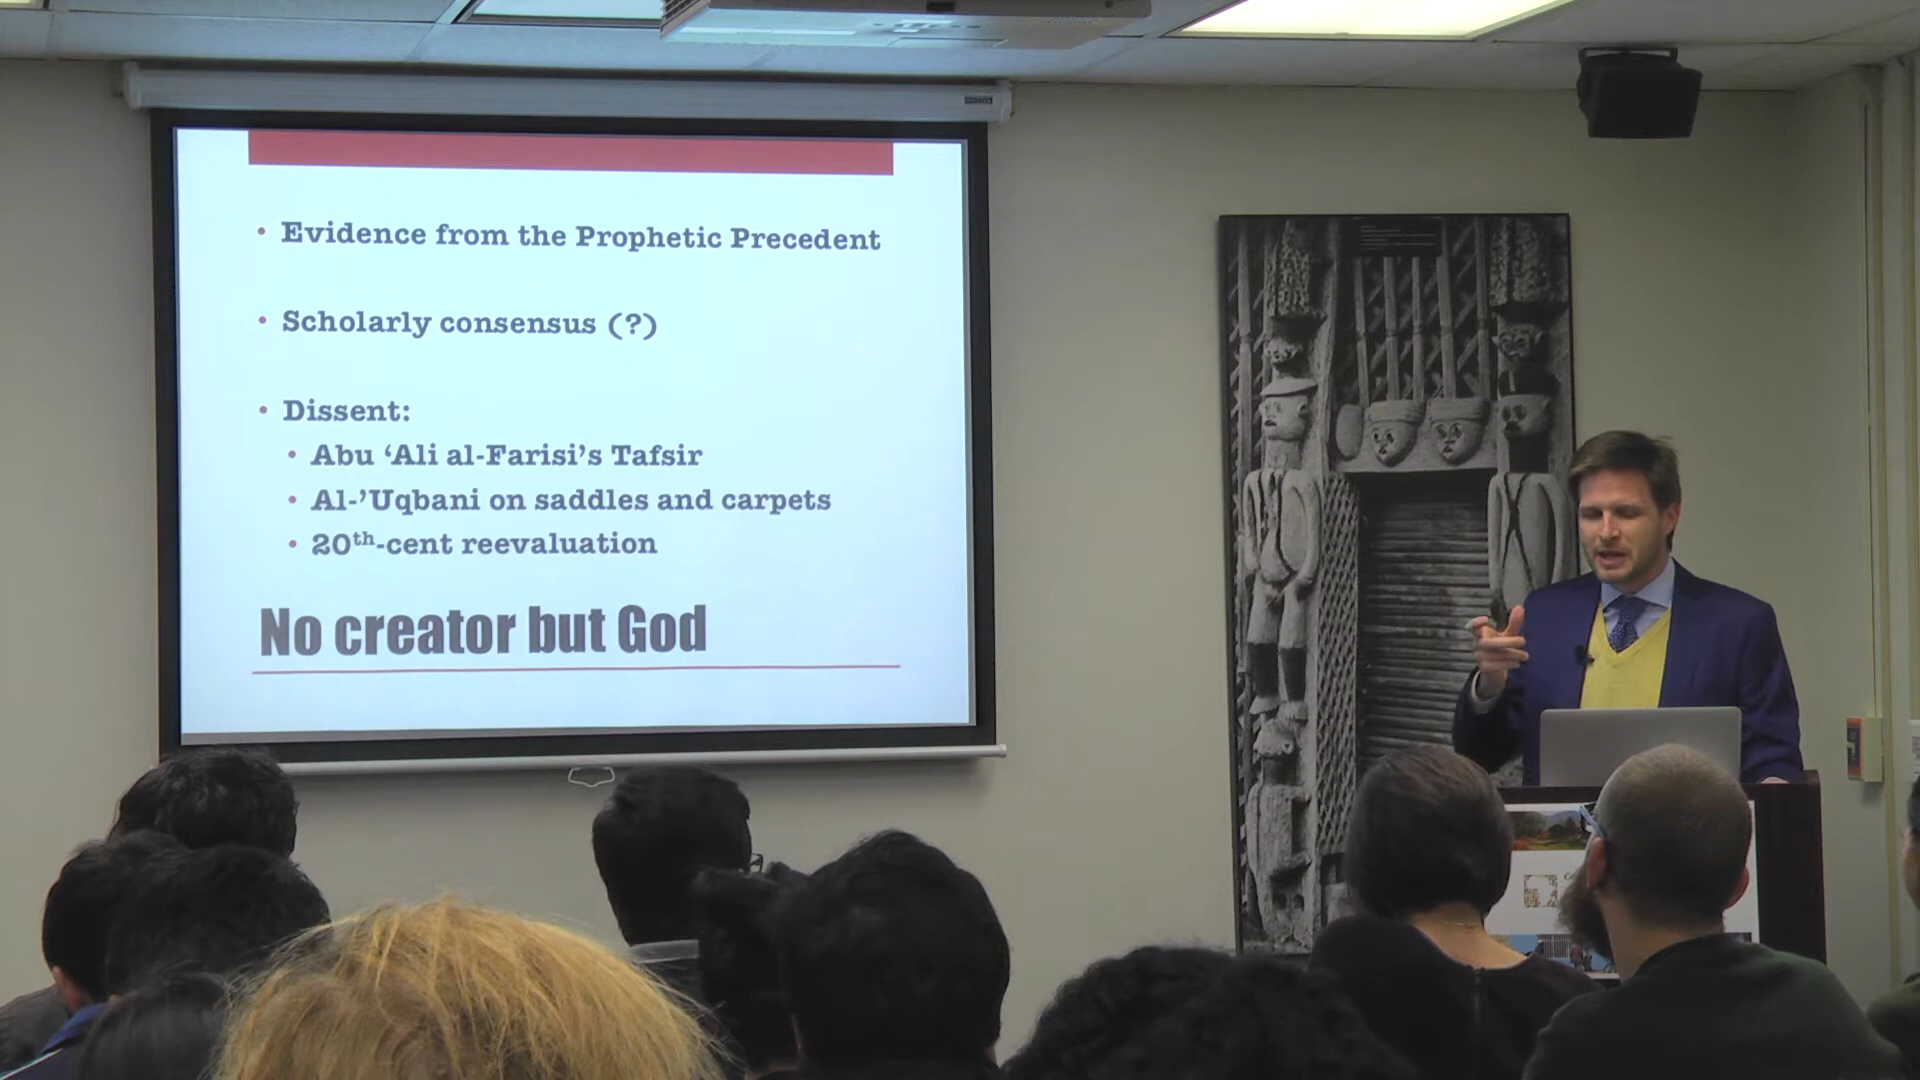 • Evidence from the Prophetic Precedent
• Scholarly consensus (?)
• Dissent:
• Abu ‘Ali al-Farisi’s Tafsir
• Al-’Uqbani on saddles and carpets
• 20th-cent reevaluation
No creator but God